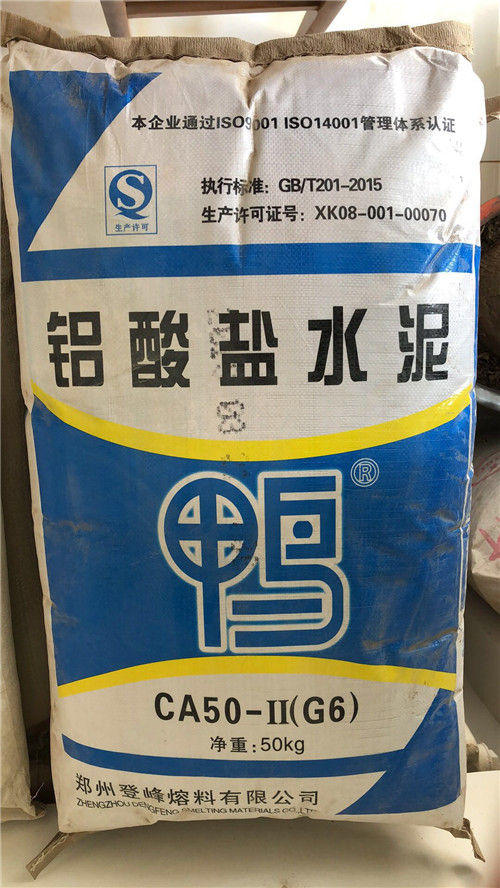 本企业通过ISO9001 ISO14001管理体系认证
生产许可
执行标准：GB/T201-2015
生产许可证号：XK08-001-00070
铝酸盐水泥
鸭®
CA50-II(G6)
净重:50kg
郑州登峰熔料有限公司
ZHENGZHOU DENGFENG SMELTING MATERIALS CO.,LTD